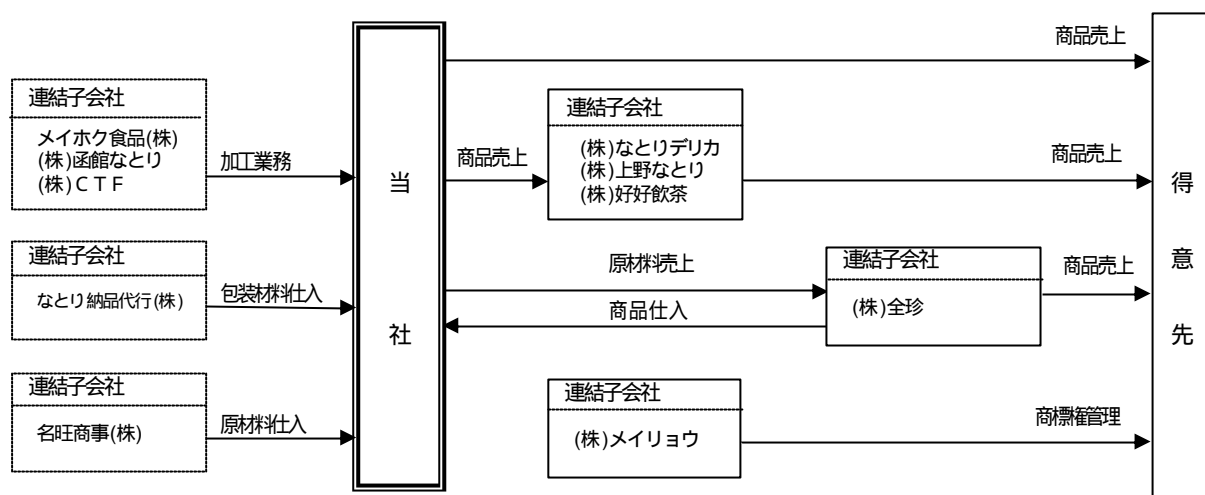 連結子会社
メイホク食品(株)
(株)函館なとり
(株)CTF
加工業務
連結子会社
なとり納品代行(株)
包装材料仕入
連結子会社
名旺商事(株)
原材料仕入
当
社
商品売上
商品売上
連結子会社
(株)なとりデリカ
(株)上野なとり
(株)好好飲茶
商品売上
原材料売上
商品仕入
連結子会社
(株)全珍
商品売上
連結子会社
(株)メイリョウ
商標権管理
得
意
先